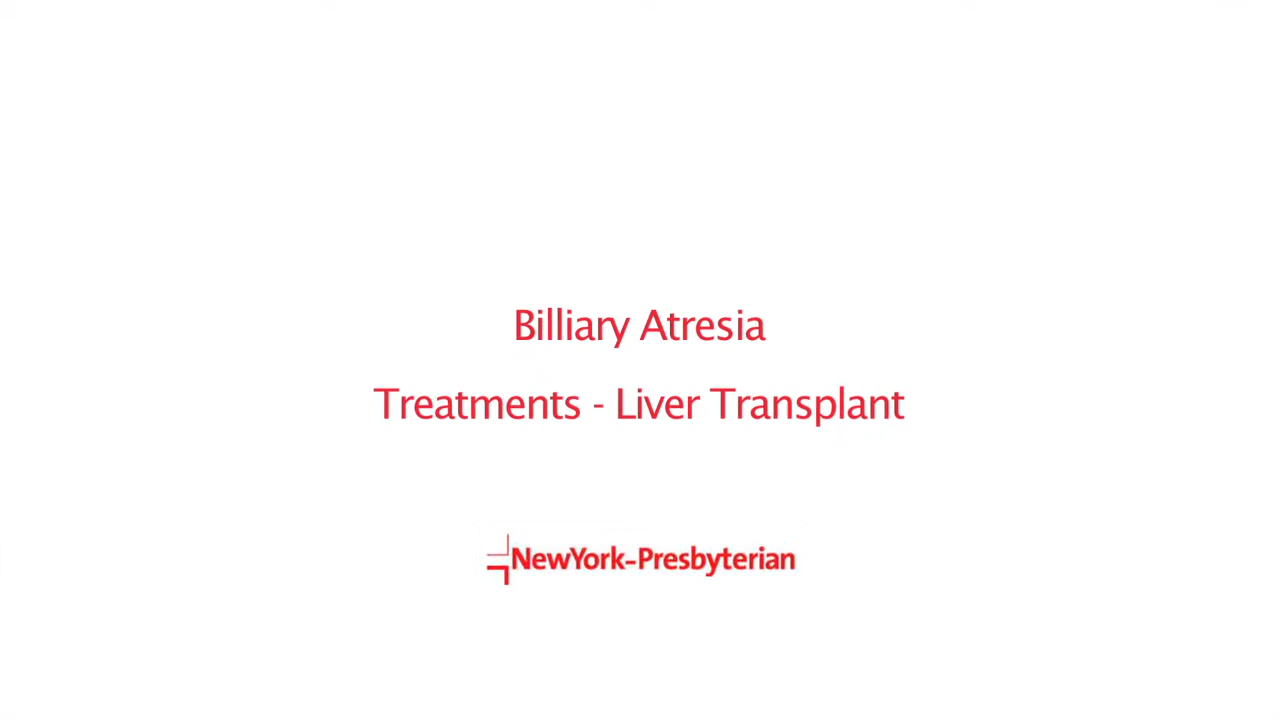 Billiary Atresia
Treatments - Liver Transplant
NewYork-Presbyterian